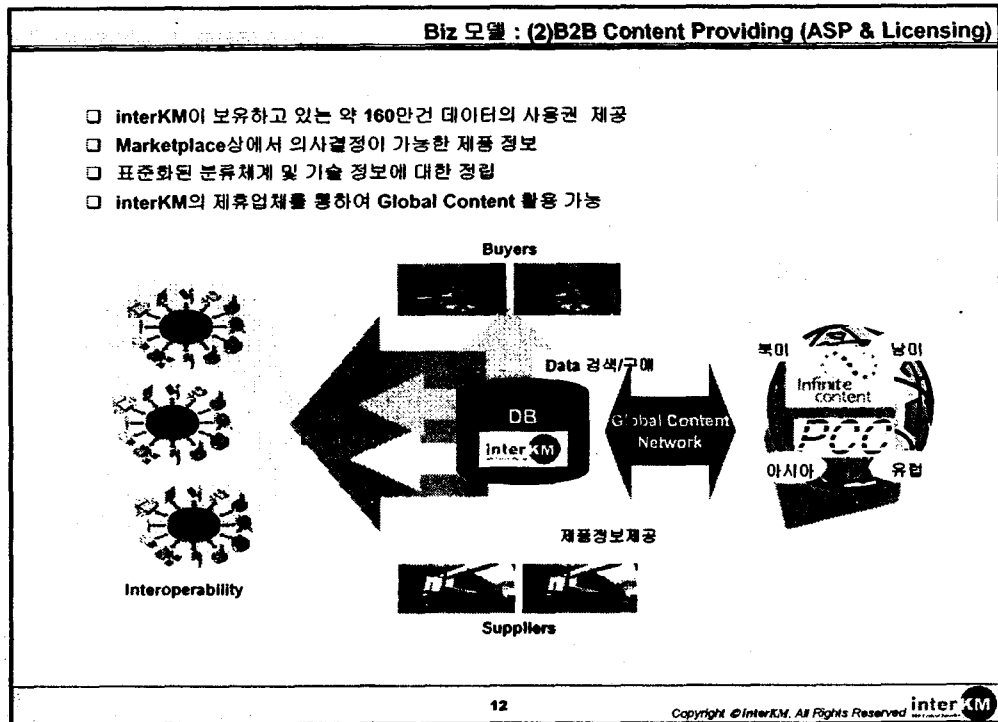 Biz 모델 : (2)B2B Content Providing (ASP & Licensing)
❑ interKM이 보유하고 있는 약 160만건 데이터의 사용권 제공
❑ Marketplace상에서 의사결정이 가능한 제품 정보
❑ 표준화된 분류체계 및 기술 정보에 대한 정립
❑ interKM의 제휴업체를 통하여 Global Content 활용 가능
Buyers
Data 검색/구매
DB
inter KM
Global Content
Network
북미
남미
Infinite
content
PCC
아시아
유럽
제품정보제공
Interoperability
Suppliers
12
Copyright ©InterKM. All Rights Reserved
inter KM